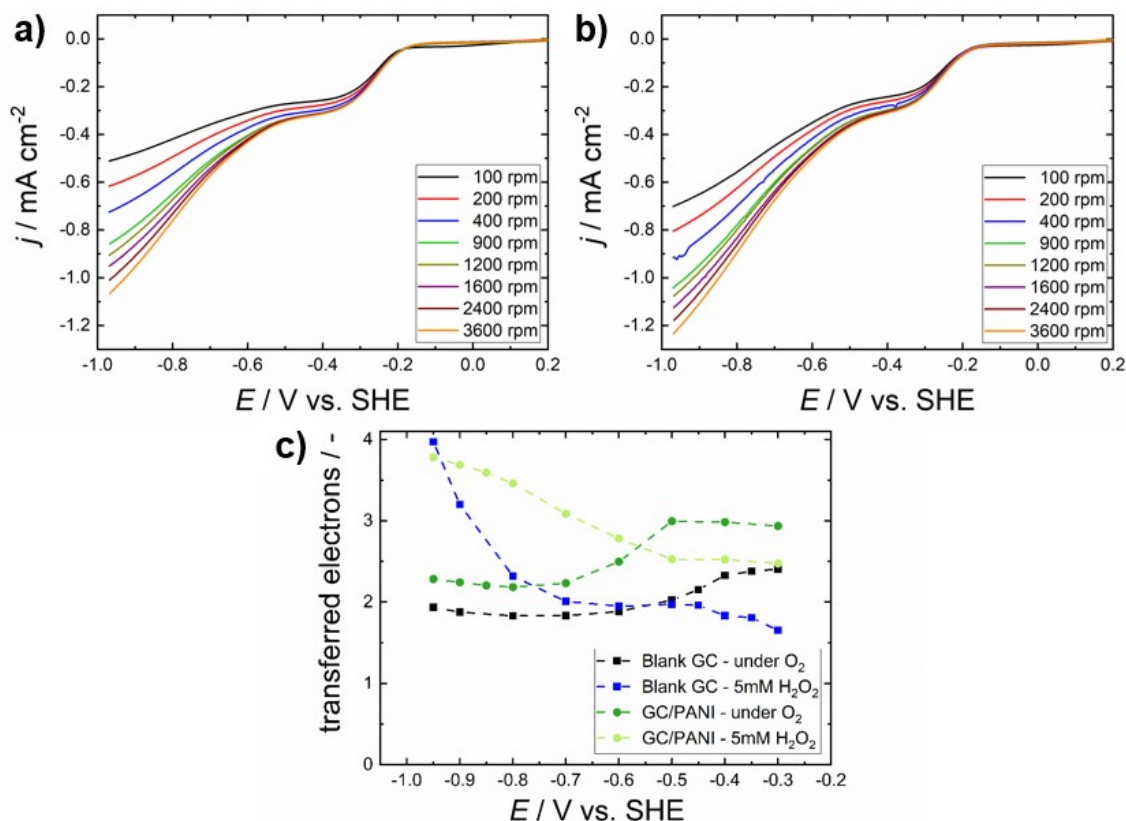 a)
0.0
-0.2
-0.4
-0.6
-0.8
-1.0
-1.2
j / mA cm⁻²
100 rpm
200 rpm
400 rpm
900 rpm
1200 rpm
1600 rpm
2400 rpm
3600 rpm
-1.0 -0.8 -0.6 -0.4 -0.2 0.0 0.2
E / V vs. SHE
b)
0.0
-0.2
-0.4
-0.6
-0.8
-1.0
-1.2
j / mA cm⁻²
100 rpm
200 rpm
400 rpm
900 rpm
1200 rpm
1600 rpm
2400 rpm
3600 rpm
-1.0 -0.8 -0.6 -0.4 -0.2 0.0 0.2
E / V vs. SHE
c)
4
3
2
1
0
transferred electrons / -
Blank GC - under O₂
Blank GC - 5mM H₂O₂
GC/PANI - under O₂
GC/PANI - 5mM H₂O₂
-1.0 -0.9 -0.8 -0.7 -0.6 -0.5 -0.4 -0.3
E / V vs. SHE